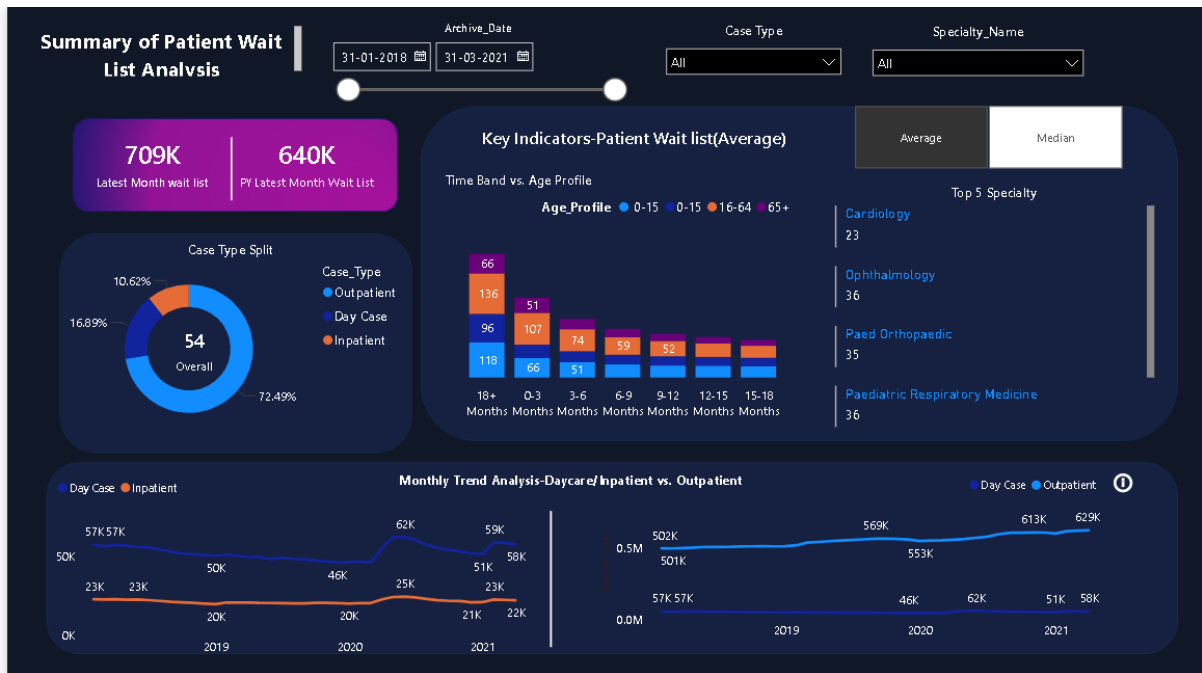 Summary of Patient Wait
List Analysis
Archive_Date
31-01-2018
31-03-2021
Case Type
All
Specialty_Name
All
709K
Latest Month wait list
640K
PY Latest Month Wait List
Key Indicators-Patient Wait list(Average)
Average
Median
Time Band vs. Age Profile
Age_Profile 0-15 0-15 16-64 65+
66
136
96
118
51
107
66
74
51
59
52
18+
Months
0-3
Months
3-6
Months
6-9
Months
9-12
Months
12-15
Months
15-18
Months
Top 5 Specialty
Cardiology
23
Ophthalmology
36
Paed Orthopaedic
35
Paediatric Respiratory Medicine
36
Case Type Split
10.62%
16.89%
72.49%
54
Overall
Case_Type
Outpatient
Day Case
Inpatient
Monthly Trend Analysis-Daycare/Inpatient vs. Outpatient
Day Case Inpatient
57K 57K
50K
46K
62K
51K
59K
58K
23K
23K
20K
20K
25K
21K
23K
22K
50K
0K
2019
2020
2021
Day Case Outpatient
502K
501K
569K
553K
613K
629K
57K 57K
46K
62K
51K
58K
0.5M
0.0M
2019
2020
2021